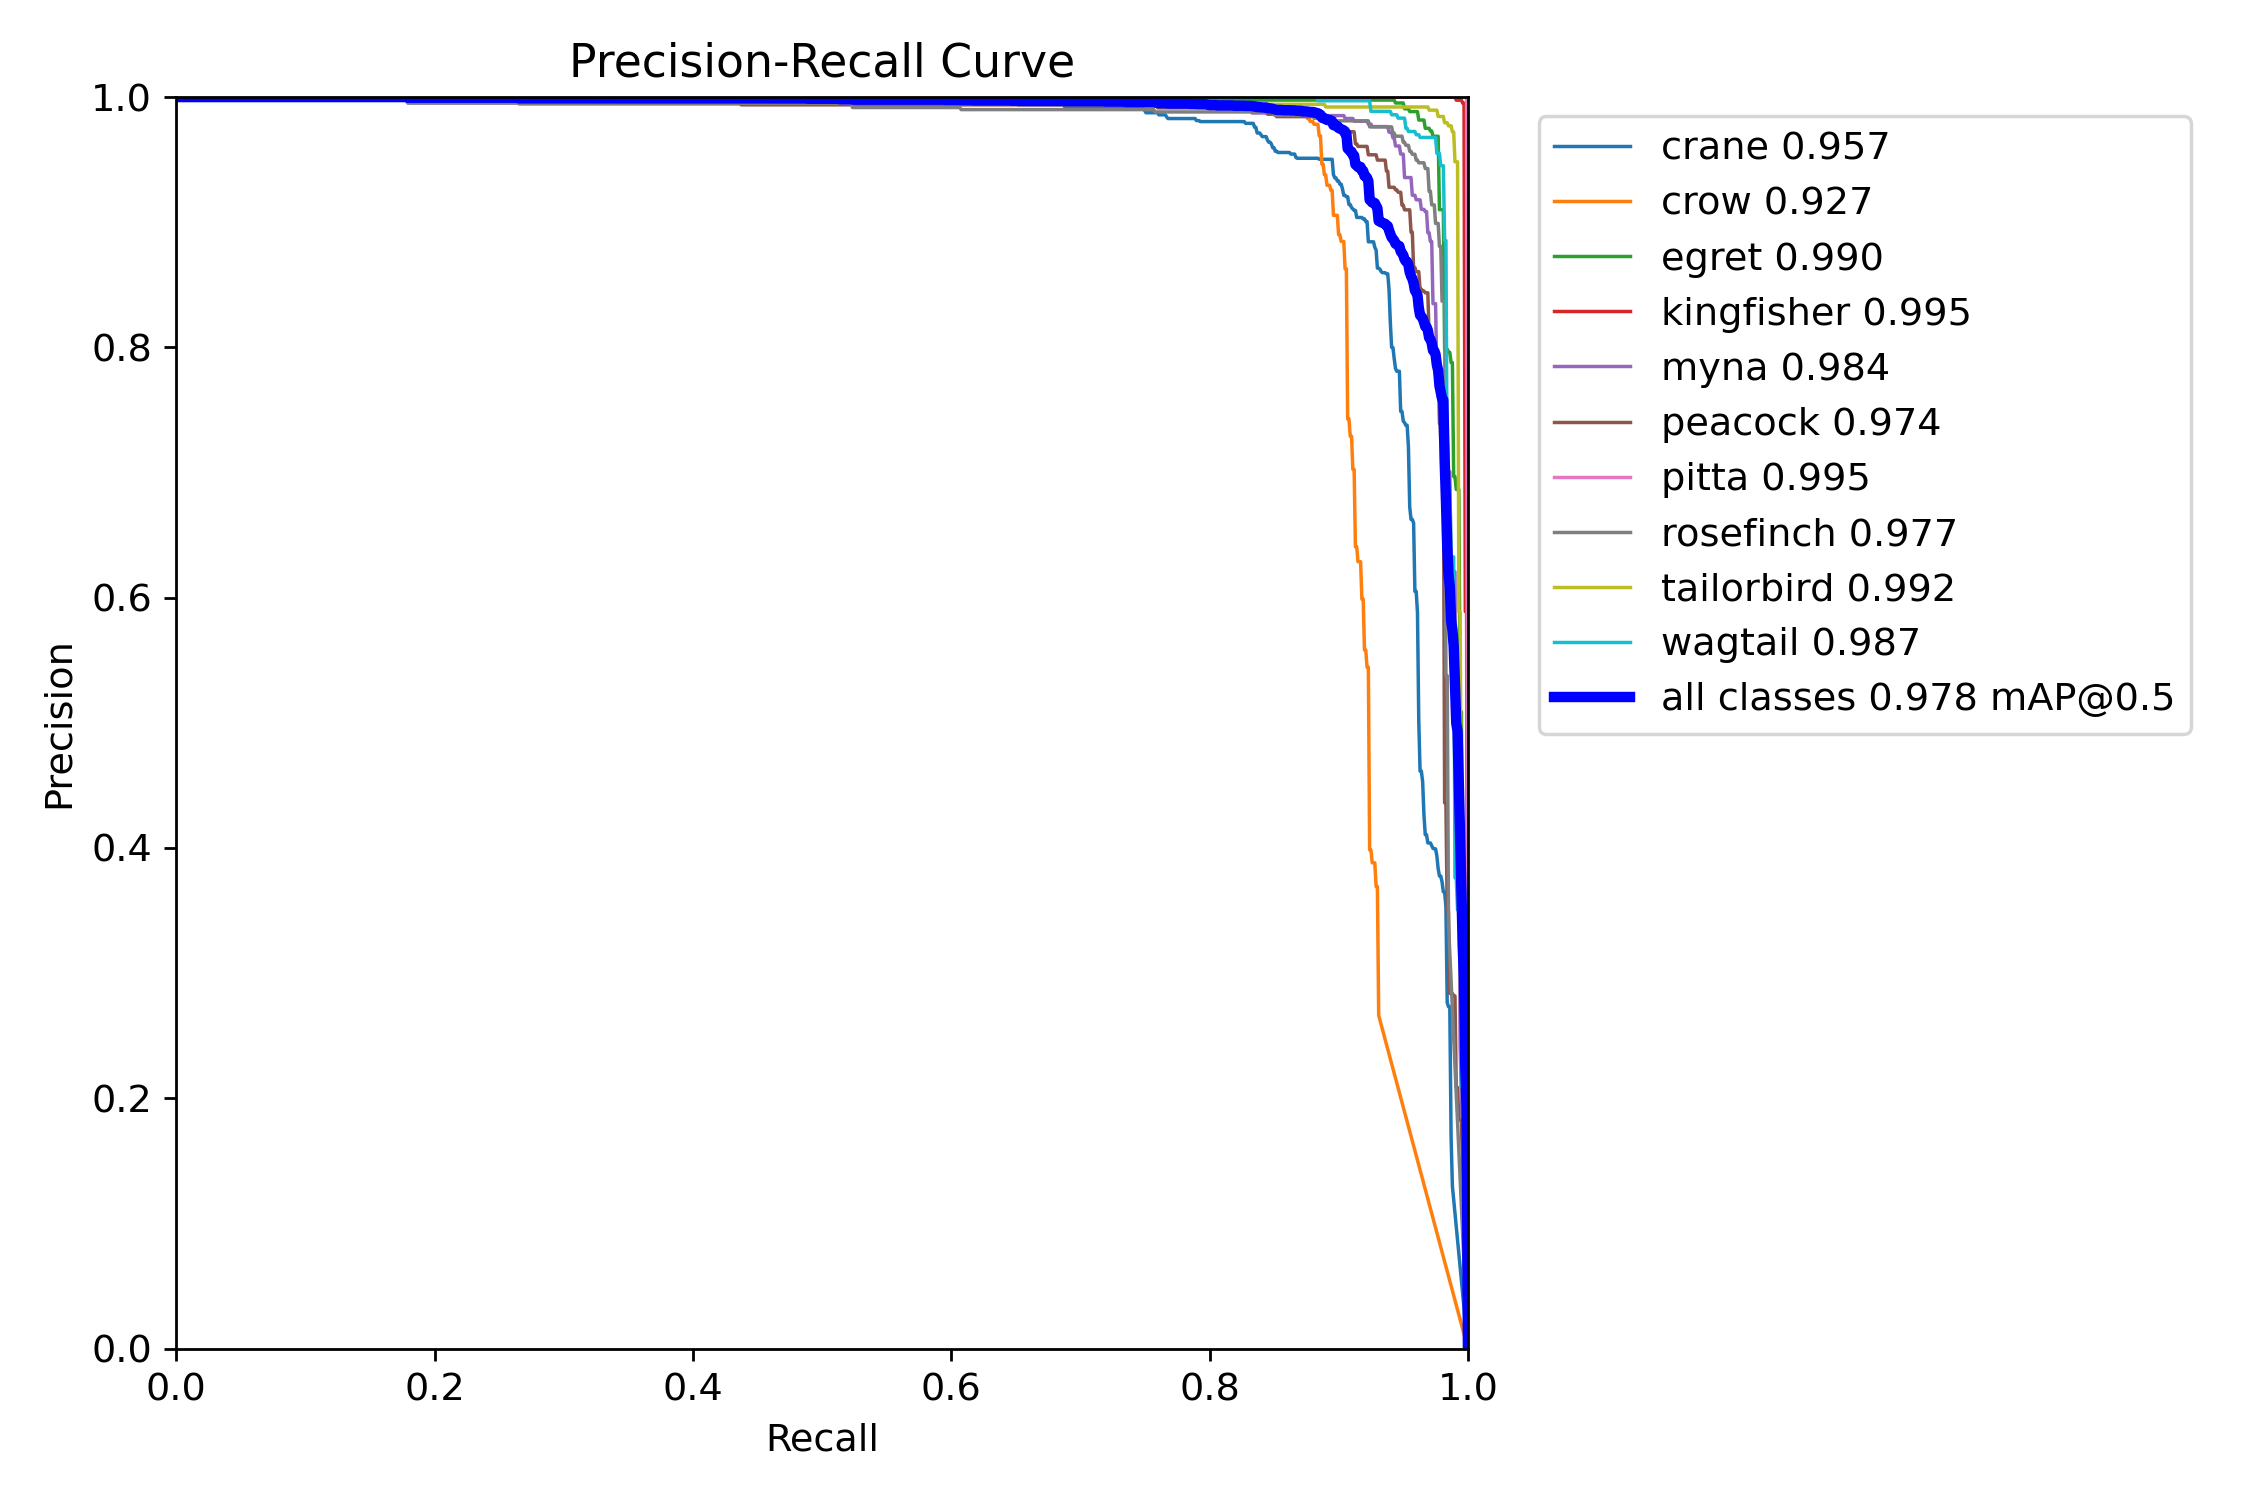 Precision-Recall Curve
1.0
0.8
0.6
0.4
0.2
0.0
Precision
0.0 0.2 0.4 0.6 0.8 1.0
Recall
crane 0.957
crow 0.927
egret 0.990
kingfisher 0.995
myna 0.984
peacock 0.974
pitta 0.995
rosefinch 0.977
tailorbird 0.992
wagtail 0.987
all classes 0.978 mAP@0.5